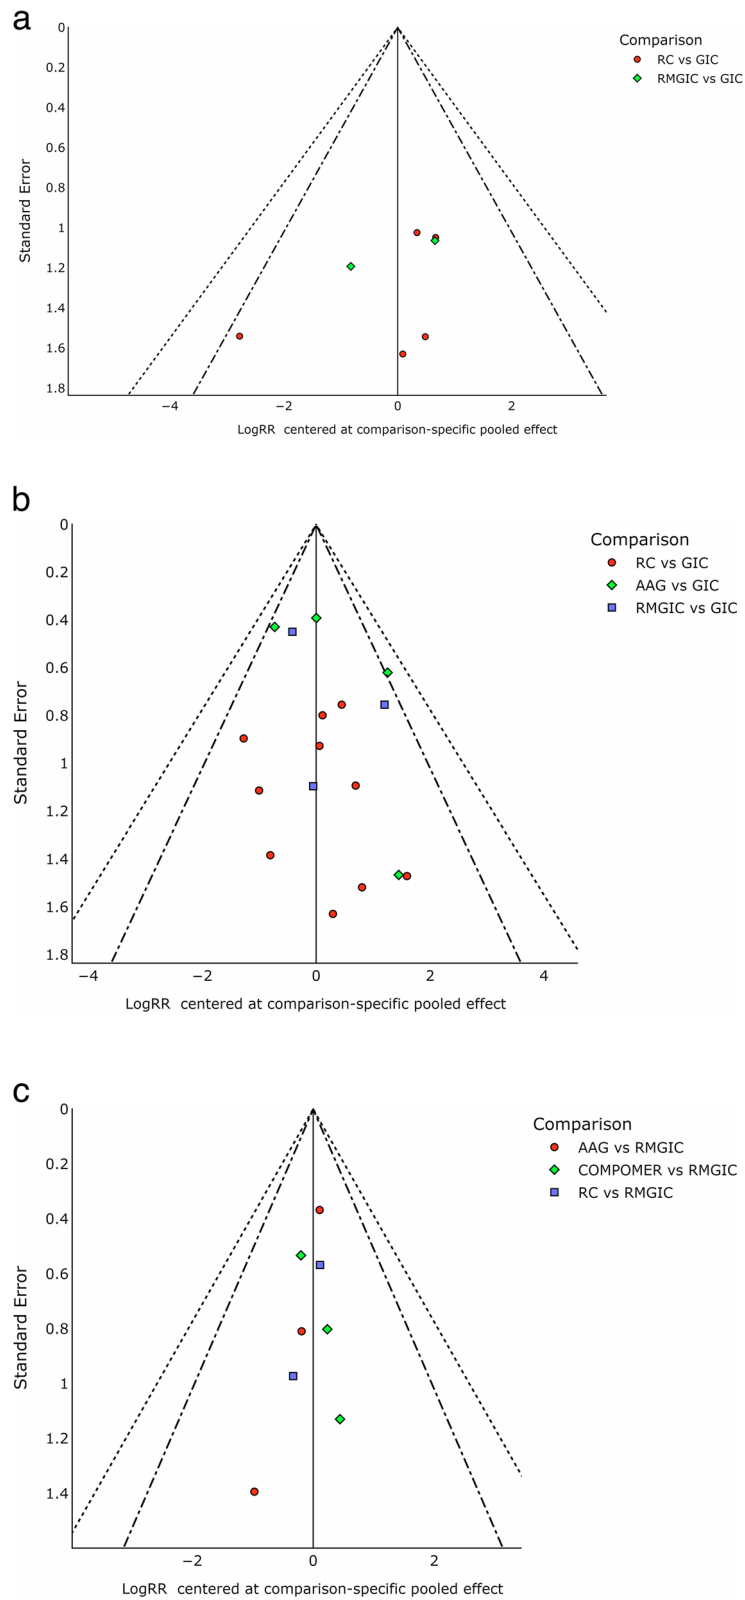 a
Comparison
RC vs GIC
RMGIC vs GIC
Standard Error
0
0.2
0.4
0.6
0.8
1
1.2
1.4
1.6
1.8
−4 −2 0 2
LogRR centered at comparison-specific pooled effect
b
Comparison
RC vs GIC
AAG vs GIC
RMGIC vs GIC
Standard Error
0
0.2
0.4
0.6
0.8
1
1.2
1.4
1.6
1.8
−4 −2 0 2 4
LogRR centered at comparison-specific pooled effect
c
Comparison
AAG vs RMGIC
COMPOMER vs RMGIC
RC vs RMGIC
Standard Error
0
0.2
0.4
0.6
0.8
1
1.2
1.4
−2 0 2
LogRR centered at comparison-specific pooled effect